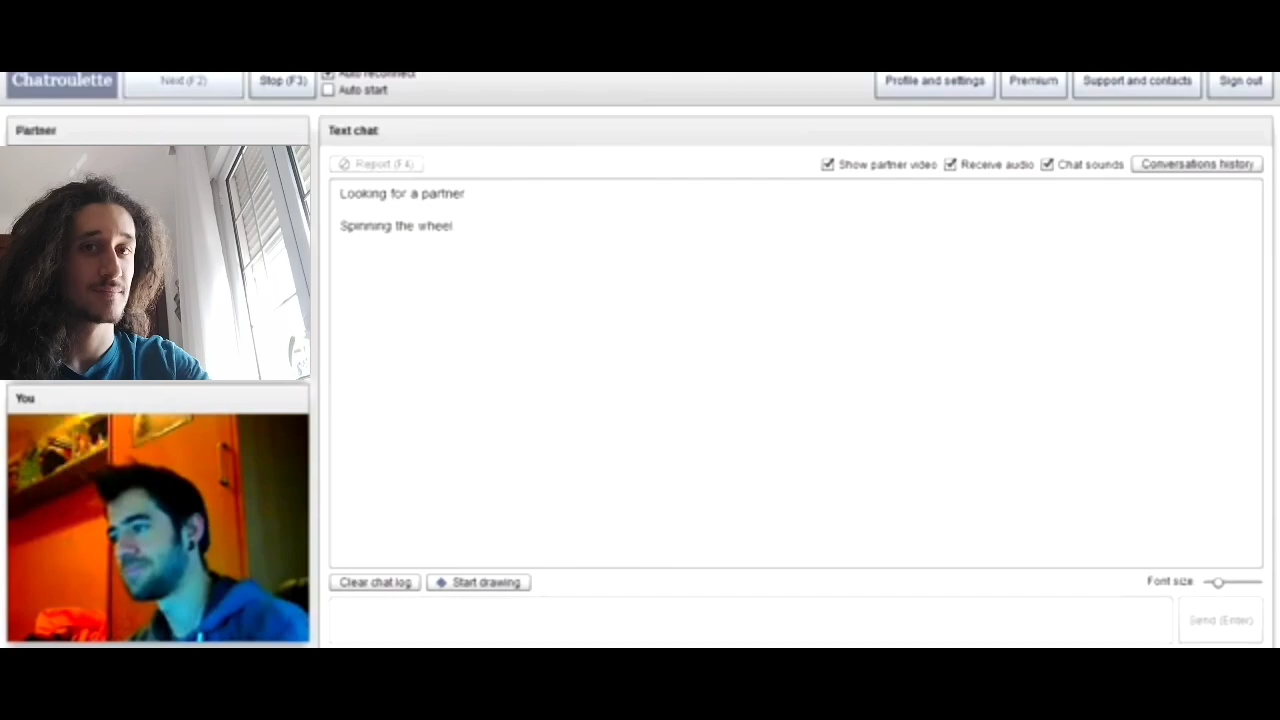 Chatroulette
Next (F2)
Stop (F3)
Auto reconnect
Auto start
Profile and settings
Premium
Support and contacts
Sign out
Partner
Text chat
Report (F4)
Show partner video
Receive audio
Chat sounds
Conversations history
Looking for a partner
Spinning the wheel
You
Clear chat log
Start drawing
Font size
Send (Enter)